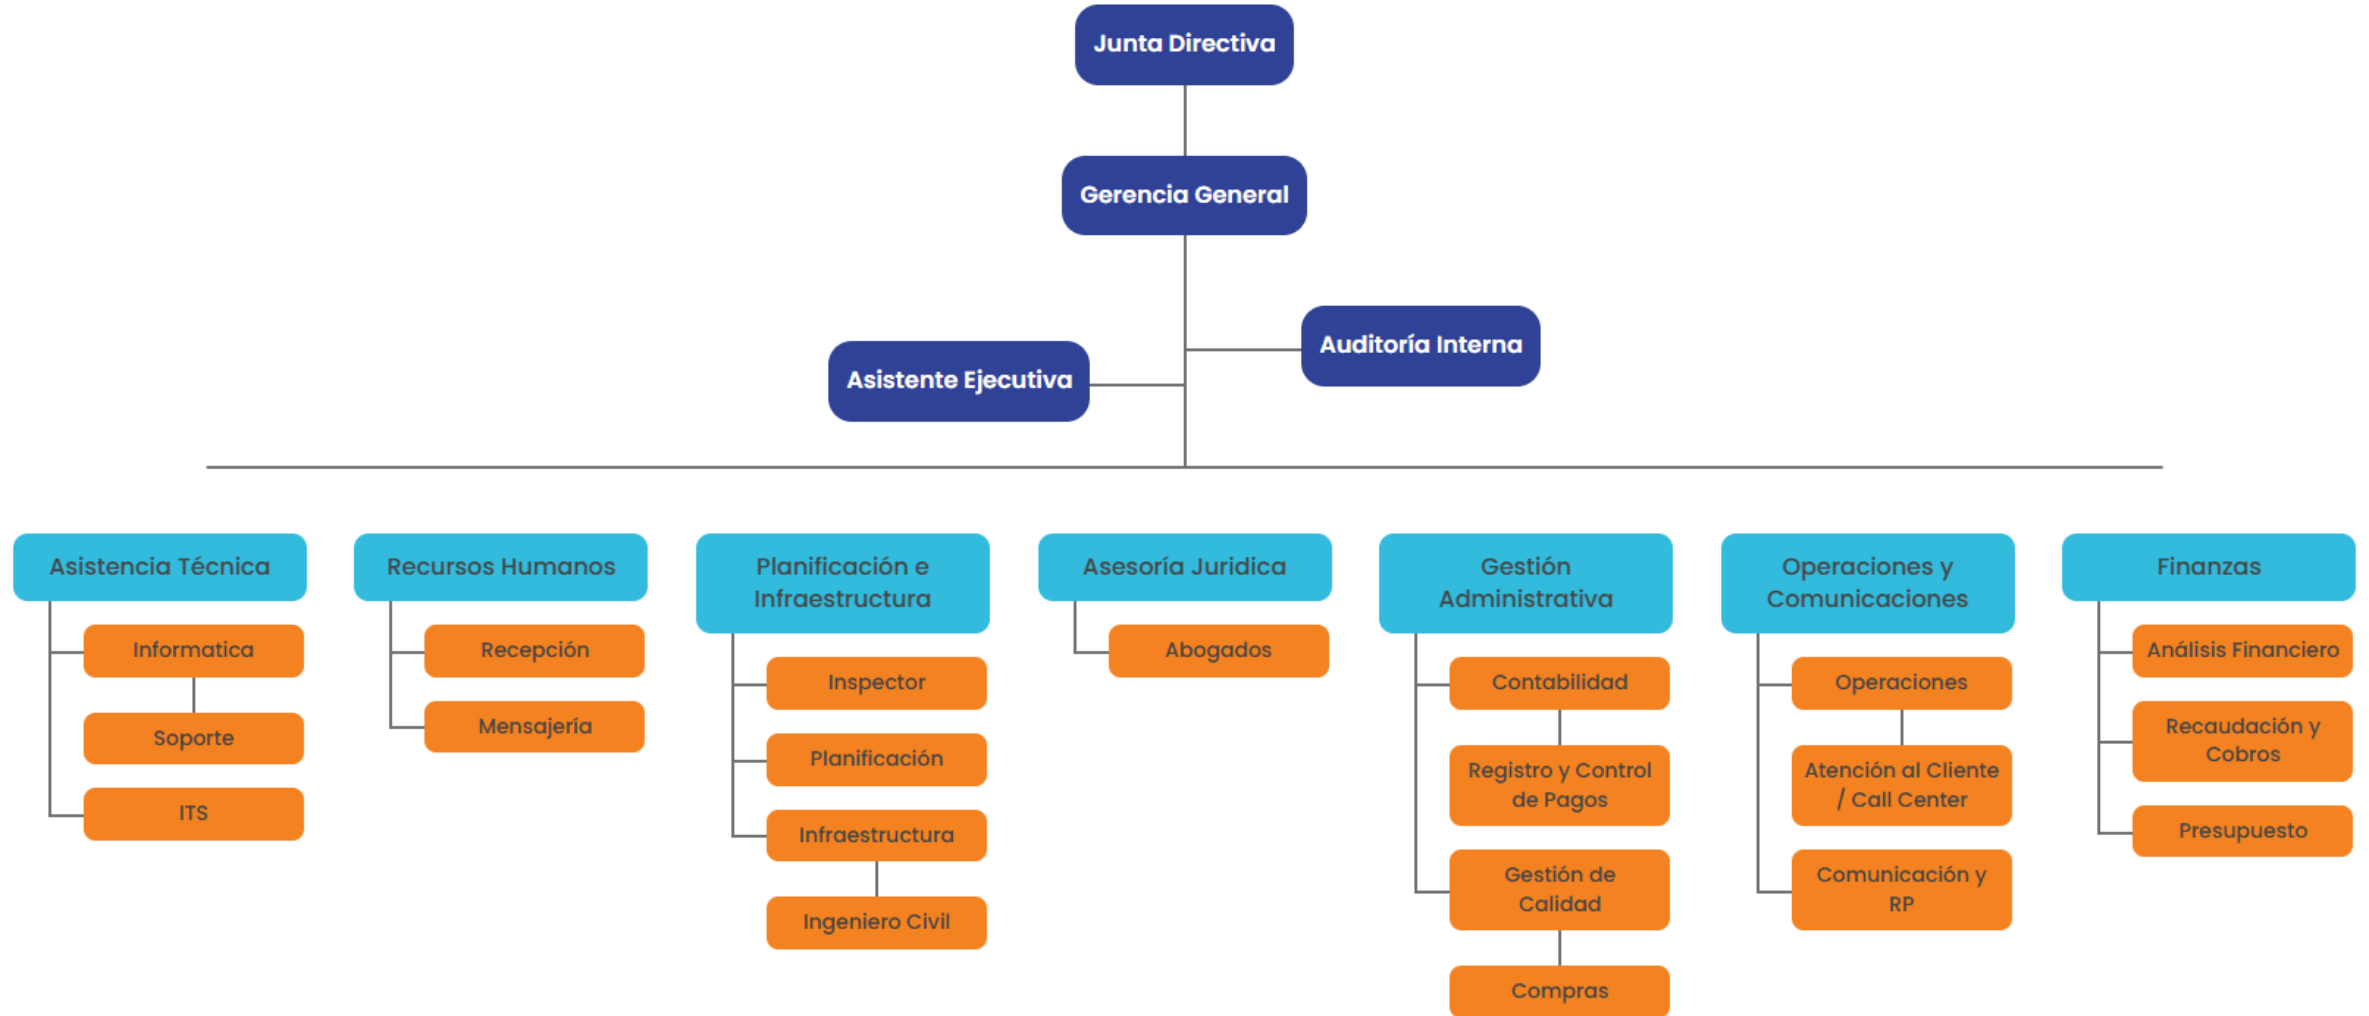 Junta Directiva
Gerencia General
Auditoría Interna
Asistente Ejecutiva
Asistencia Técnica
Informatica
Soporte
ITS
Recursos Humanos
Recepción
Mensajería
Planificación e
Infraestructura
Inspector
Planificación
Infraestructura
Ingeniero Civil
Asesoría Juridica
Abogados
Gestión
Administrativa
Contabilidad
Registro y Control
de Pagos
Gestión de
Calidad
Compras
Operaciones y
Comunicaciones
Operaciones
Atención al Cliente
/ Call Center
Comunicación y
RP
Finanzas
Análisis Financiero
Recaudación y
Cobros
Presupuesto